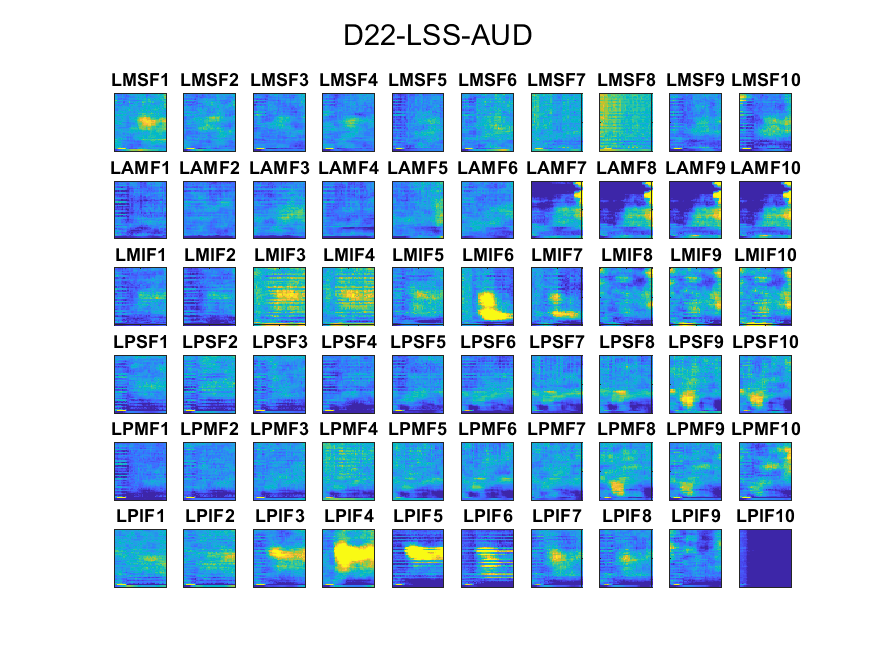 D22-LSS-AUD
LMSF1 LMSF2 LMSF3 LMSF4 LMSF5 LMSF6 LMSF7 LMSF8 LMSF9 LMSF10
LAMF1 LAMF2 LAMF3 LAMF4 LAMF5 LAMF6 LAMF7 LAMF8 LAMF9 LAMF10
LMIF1 LMIF2 LMIF3 LMIF4 LMIF5 LMIF6 LMIF7 LMIF8 LMIF9 LMIF10
LPSF1 LPSF2 LPSF3 LPSF4 LPSF5 LPSF6 LPSF7 LPSF8 LPSF9 LPSF10
LPMF1 LPMF2 LPMF3 LPMF4 LPMF5 LPMF6 LPMF7 LPMF8 LPMF9 LPMF10
LPIF1 LPIF2 LPIF3 LPIF4 LPIF5 LPIF6 LPIF7 LPIF8 LPIF9 LPIF10